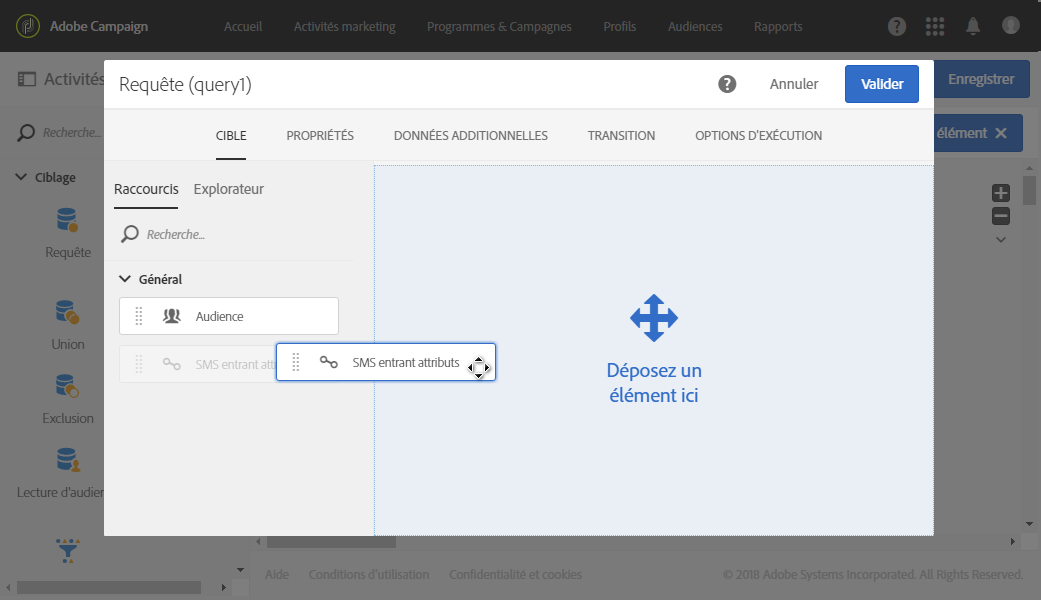 Adobe Campaign
Accueil
Activités marketing
Programmes & Campagnes
Profils
Audiences
Rapports
Activités
Enregistrer
Requête (query1)
Annuler
Valider
CIBLE
PROPRIÉTÉS
DONNÉES ADDITIONNELLES
TRANSITION
OPTIONS D'EXÉCUTION
Recherche...
élément
Ciblage
Requête
Union
Exclusion
Lecture d'audien
Raccourcis
Explorateur
Recherche...
Général
Audience
SMS entrant attr
SMS entrant attributs
Déposez un
élément ici
Aide
Conditions d'utilisation
Confidentialité et cookies
© 2018 Adobe Systems Incorporated. All Rights Reserved.